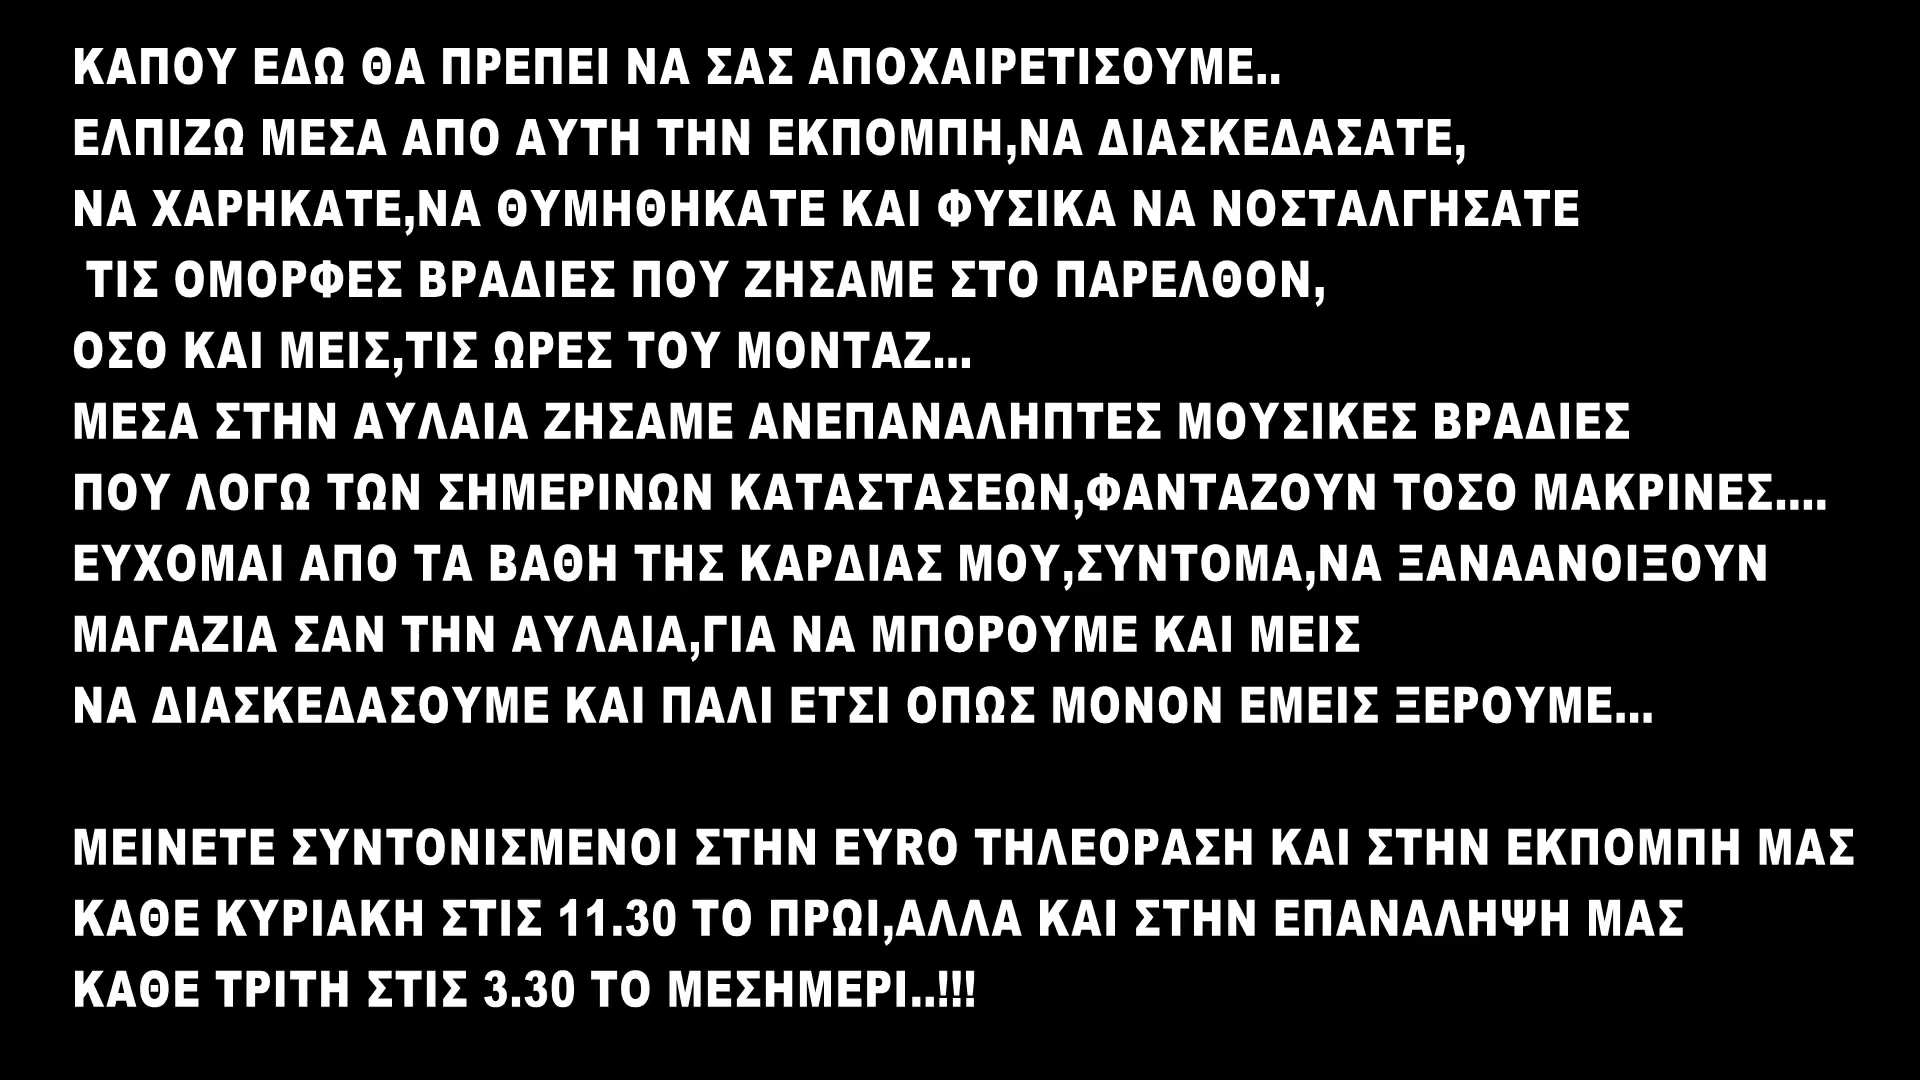 ΚΑΠΟΥ ΕΔΩ ΘΑ ΠΡΕΠΕΙ ΝΑ ΣΑΣ ΑΠΟΧΑΙΡΕΤΙΣΟΥΜΕ..
ΕΛΠΙΖΩ ΜΕΣΑ ΑΠΟ ΑΥΤΗ ΤΗΝ ΕΚΠΟΜΠΗ,ΝΑ ΔΙΑΣΚΕΔΑΣΑΤΕ,
ΝΑ ΧΑΡΗΚΑΤΕ,ΝΑ ΘΥΜΗΘΗΚΑΤΕ ΚΑΙ ΦΥΣΙΚΑ ΝΑ ΝΟΣΤΑΛΓΗΣΑΤΕ
ΤΙΣ ΟΜΟΡΦΕΣ ΒΡΑΔΙΕΣ ΠΟΥ ΖΗΣΑΜΕ ΣΤΟ ΠΑΡΕΛΘΟΝ,
ΟΣΟ ΚΑΙ ΜΕΙΣ,ΤΙΣ ΩΡΕΣ ΤΟΥ ΜΟΝΤΑΖ...
ΜΕΣΑ ΣΤΗΝ ΑΥΛΑΙΑ ΖΗΣΑΜΕ ΑΝΕΠΑΝΑΛΗΠΤΕΣ ΜΟΥΣΙΚΕΣ ΒΡΑΔΙΕΣ
ΠΟΥ ΛΟΓΩ ΤΩΝ ΣΗΜΕΡΙΝΩΝ ΚΑΤΑΣΤΑΣΕΩΝ,ΦΑΝΤΑΖΟΥΝ ΤΟΣΟ ΜΑΚΡΙΝΕΣ....
ΕΥΧΟΜΑΙ ΑΠΟ ΤΑ ΒΑΘΗ ΤΗΣ ΚΑΡΔΙΑΣ ΜΟΥ,ΣΥΝΤΟΜΑ,ΝΑ ΞΑΝΑΑΝΟΙΞΟΥΝ
ΜΑΓΑΖΙΑ ΣΑΝ ΤΗΝ ΑΥΛΑΙΑ,ΓΙΑ ΝΑ ΜΠΟΡΟΥΜΕ ΚΑΙ ΜΕΙΣ
ΝΑ ΔΙΑΣΚΕΔΑΣΟΥΜΕ ΚΑΙ ΠΑΛΙ ΕΤΣΙ ΟΠΩΣ ΜΟΝΟΝ ΕΜΕΙΣ ΞΕΡΟΥΜΕ...
ΜΕΙΝΕΤΕ ΣΥΝΤΟΝΙΣΜΕΝΟΙ ΣΤΗΝ ΕΥRΟ ΤΗΛΕΟΡΑΣΗ ΚΑΙ ΣΤΗΝ ΕΚΠΟΜΠΗ ΜΑΣ
ΚΑΘΕ ΚΥΡΙΑΚΗ ΣΤΙΣ 11.30 ΤΟ ΠΡΩΙ,ΑΛΛΑ ΚΑΙ ΣΤΗΝ ΕΠΑΝΑΛΗΨΗ ΜΑΣ
ΚΑΘΕ ΤΡΙΤΗ ΣΤΙΣ 3.30 ΤΟ ΜΕΣΗΜΕΡΙ..!!!